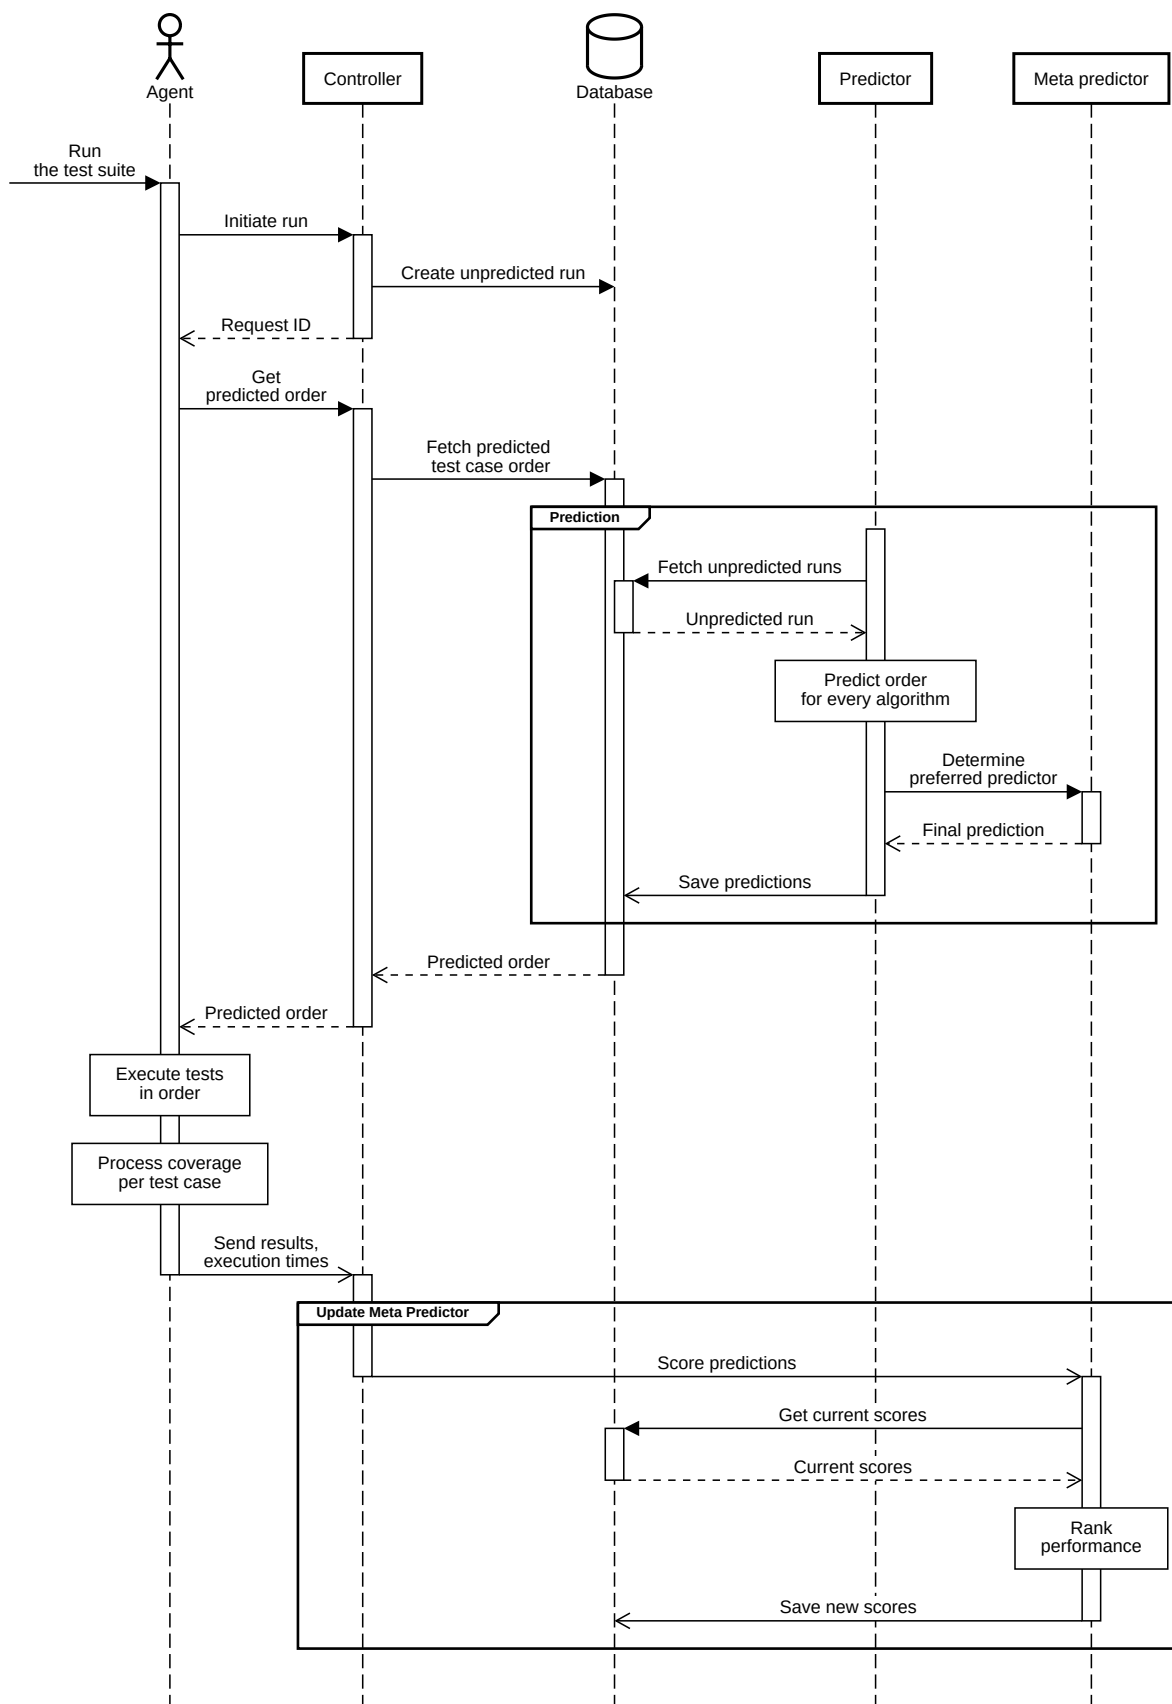 Agent
Controller
Database
Predictor
Meta predictor
Run
the test suite
Initiate run
Create unpredicted run
Request ID
Get
predicted order
Fetch predicted
test case order
Prediction
Fetch unpredicted runs
Unpredicted run
Predict order
for every algorithm
Determine
preferred predictor
Final prediction
Save predictions
Predicted order
Predicted order
Execute tests
in order
Process coverage
per test case
Send results,
execution times
Update Meta Predictor
Score predictions
Get current scores
Current scores
Rank
performance
Save new scores